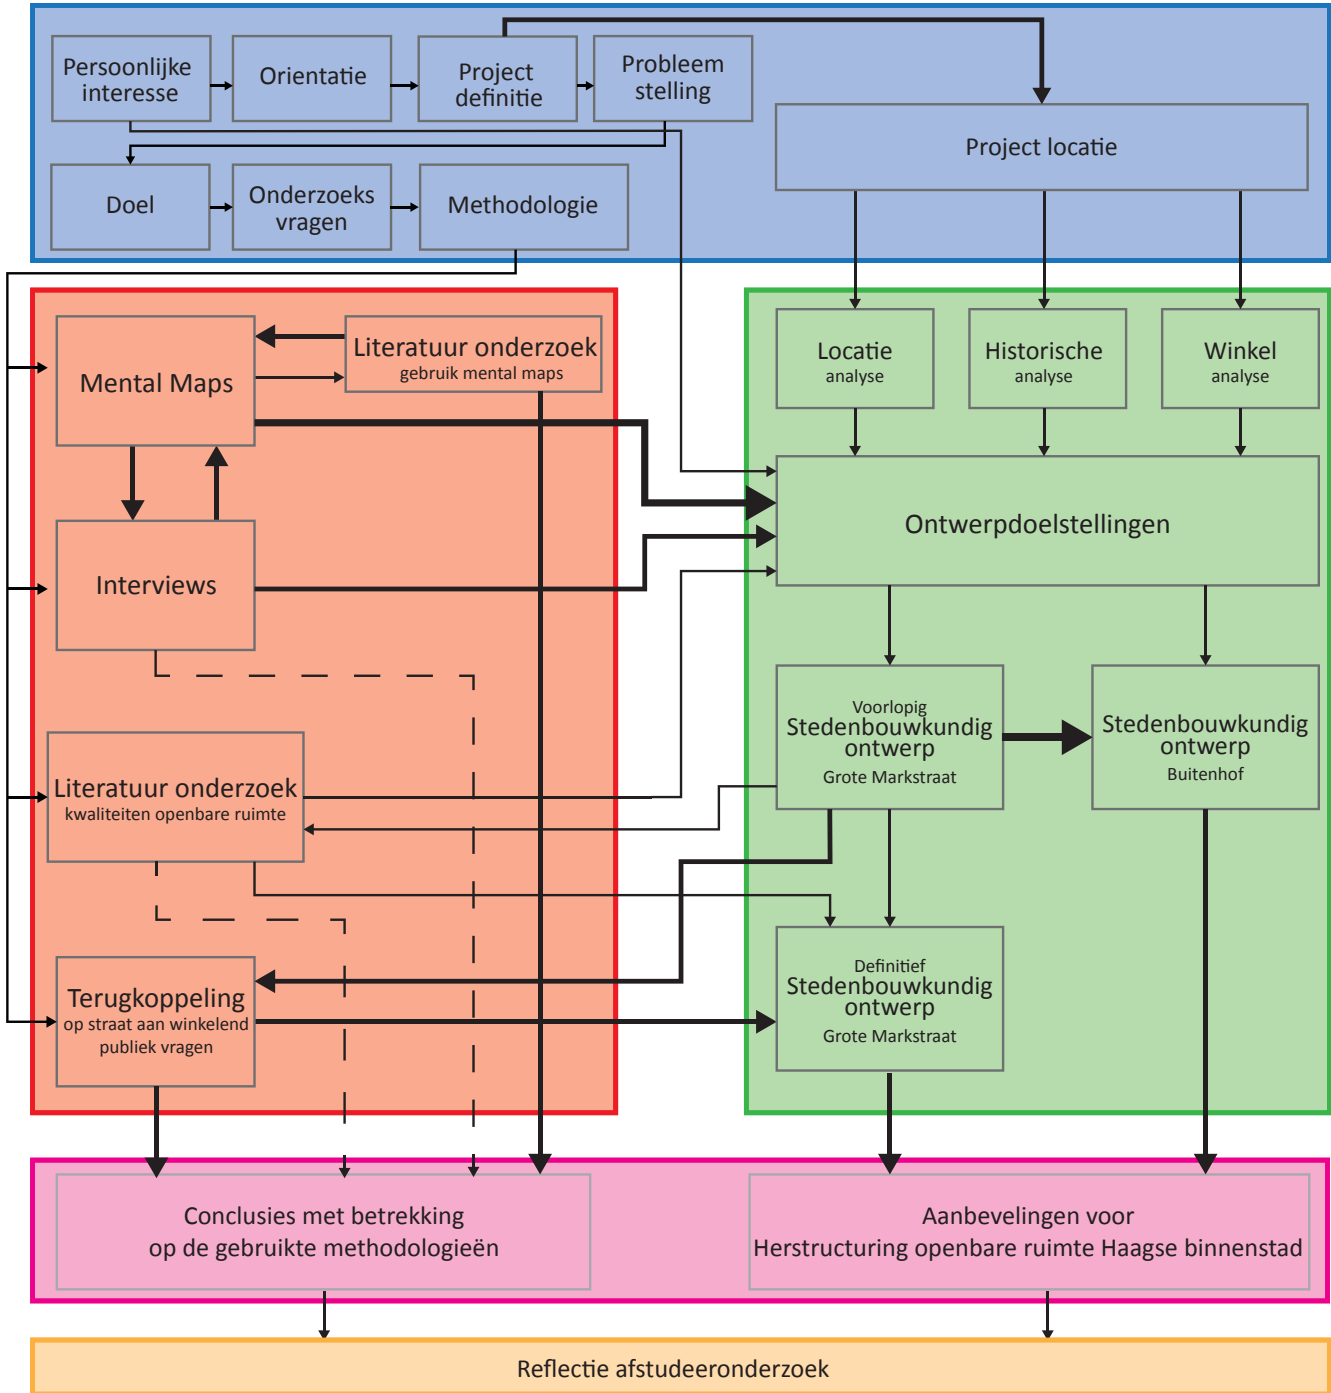 Persoonlijke
interesse
Orientatie
Project
definitie
Probleem
stelling
Project locatie
Doel
Onderzoeks
vragen
Methodologie
Mental Maps
Literatuur onderzoek
gebruik mental maps
Interviews
Literatuur onderzoek
kwaliteiten openbare ruimte
Terugkoppeling
op straat aan winkelend
publiek vragen
Locatie
analyse
Historische
analyse
Winkel
analyse
Ontwerpdoelstellingen
Voorlopig
Stedenbouwkundig
ontwerp
Grote Markstraat
Stedenbouwkundig
ontwerp
Buitenhof
Definitief
Stedenbouwkundig
ontwerp
Grote Markstraat
Conclusies met betrekking
op de gebruikte methodologieën
Aanbevelingen voor
Herstructuring openbare ruimte Haagse binnenstad
Reflectie afstudeeronderzoek